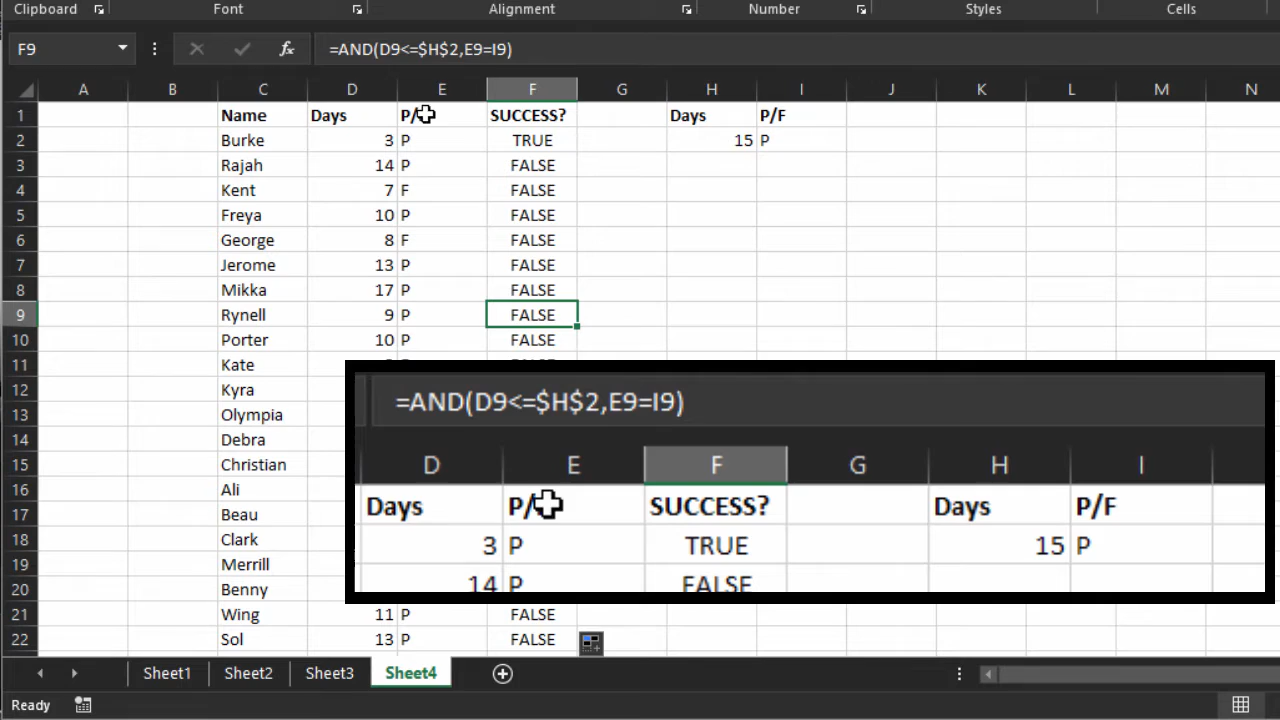 Clipboard Font Alignment Number Styles Cells
F9 fx =AND(D9<=$H$2,E9=I9)
A B C D E F G H I J K L M N
1 Name Days P/ SUCCESS? Days P/F
2 Burke 3 P TRUE 15 P
3 Rajah 14 P FALSE
4 Kent 7 F FALSE
5 Freya 10 P FALSE
6 George 8 F FALSE
7 Jerome 13 P FALSE
8 Mikka 17 P FALSE
9 Rynell 9 P FALSE
10 Porter 10 P FALSE
11 Kate
12 Kyra
13 Olympia
14 Debra
15 Christian
16 Ali
17 Beau
18 Clark
19 Merrill
20 Benny
=AND(D9<=$H$2,E9=I9)
D E F G H I
Days P/ SUCCESS? Days P/F
3 P TRUE 15 P
14 P FALSE
21 Wing 11 P FALSE
22 Sol 13 P FALSE
Sheet1 Sheet2 Sheet3 Sheet4
Ready